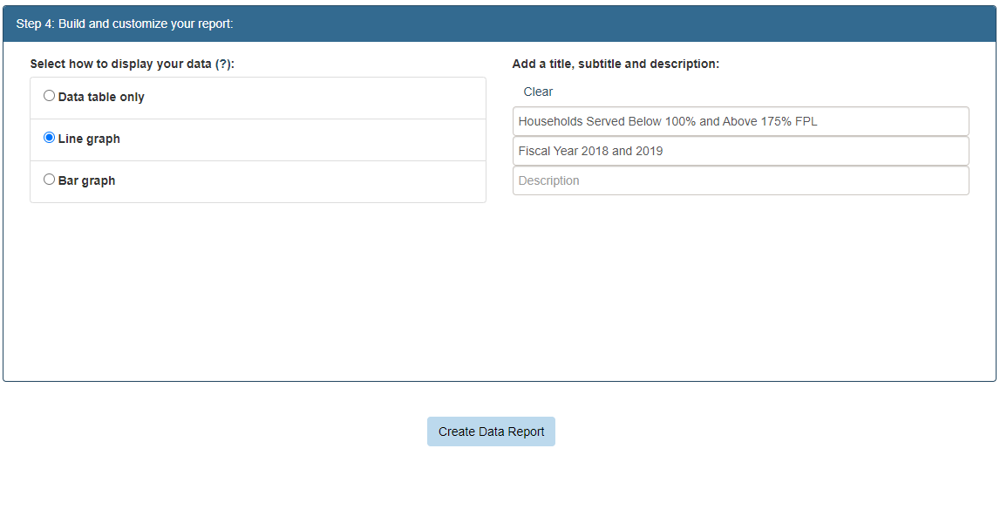 Step 4: Build and customize your report:
Select how to display your data (?):
Data table only
Line graph
Bar graph
Add a title, subtitle and description:
Clear
Households Served Below 100% and Above 175% FPL
Fiscal Year 2018 and 2019
Description
Create Data Report